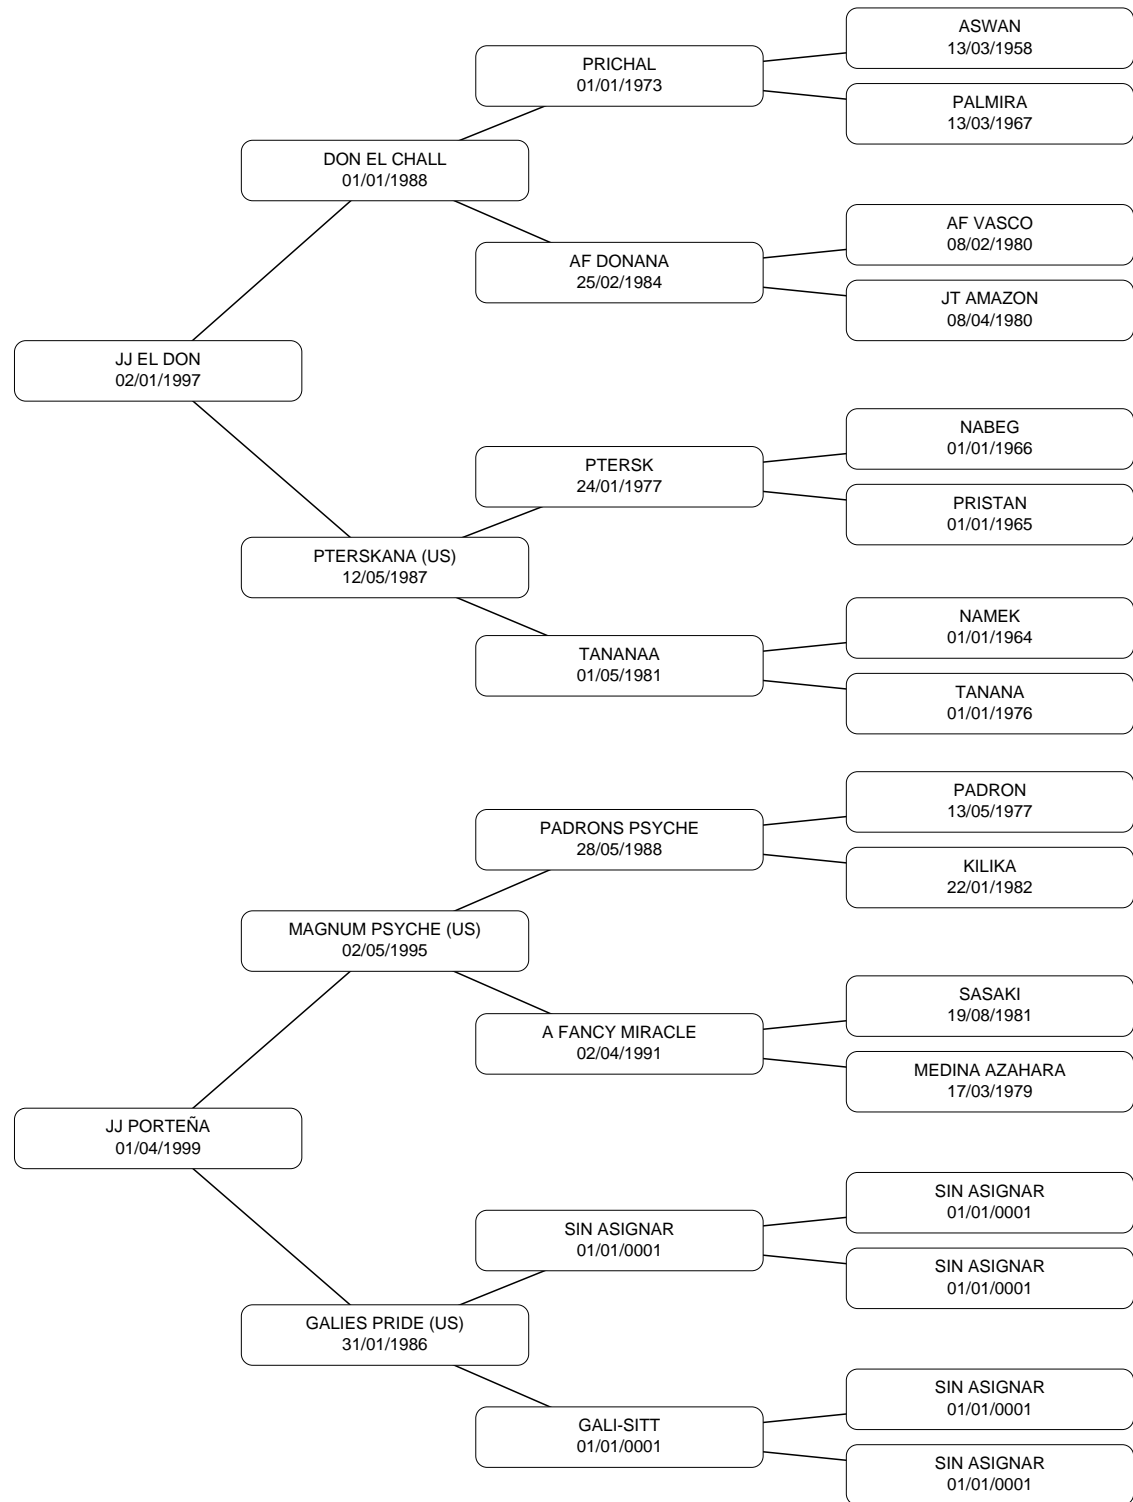 ASWAN
13/03/1958
PRICHAL
01/01/1973
PALMIRA
13/03/1967
DON EL CHALL
01/01/1988
AF VASCO
08/02/1980
AF DONANA
25/02/1984
JT AMAZON
08/04/1980
JJ EL DON
02/01/1997
NABEG
01/01/1966
PTERSK
24/01/1977
PRISTAN
01/01/1965
PTERSKANA (US)
12/05/1987
NAMEK
01/01/1964
TANANAA
01/05/1981
TANANA
01/01/1976
PADRON
13/05/1977
PADRONS PSYCHE
28/05/1988
KILIKA
22/01/1982
MAGNUM PSYCHE (US)
02/05/1995
SASAKI
19/08/1981
A FANCY MIRACLE
02/04/1991
MEDINA AZAHARA
17/03/1979
JJ PORTEÑA
01/04/1999
SIN ASIGNAR
01/01/0001
SIN ASIGNAR
01/01/0001
SIN ASIGNAR
01/01/0001
GALIES PRIDE (US)
31/01/1986
SIN ASIGNAR
01/01/0001
GALI-SITT
01/01/0001
SIN ASIGNAR
01/01/0001